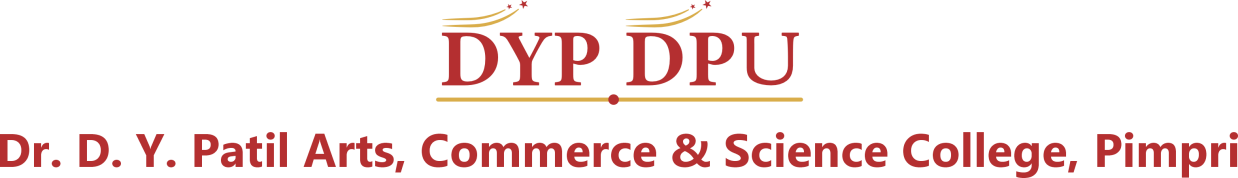 DYP DPU
Dr. D. Y. Patil Arts, Commerce & Science College, Pimpri